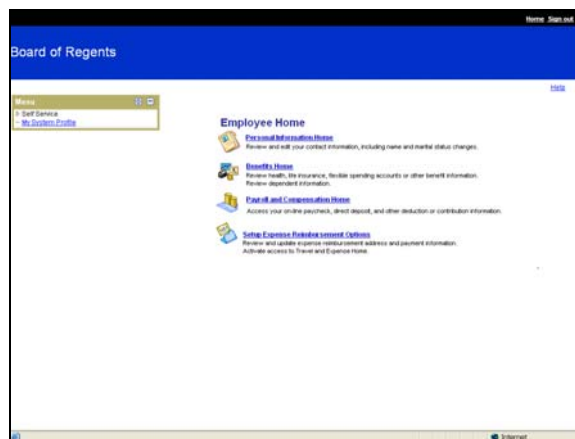 Home Sign out
Board of Regents
Help
Menu
Self Service
My System Profile
Employee Home
Personal Information Home
Review and edit your contact information, including name and marital status changes.
Benefits Home
Review health, life insurance, flexible spending accounts or other benefit information.
Review dependent information.
Payroll and Compensation Home
Access your on-line paycheck, direct deposit, and other deduction or contribution information.
Setup Expense Reimbursement Options
Review and update expense reimbursement address and payment information.
Activate access to Travel and Expense Home.
Internet